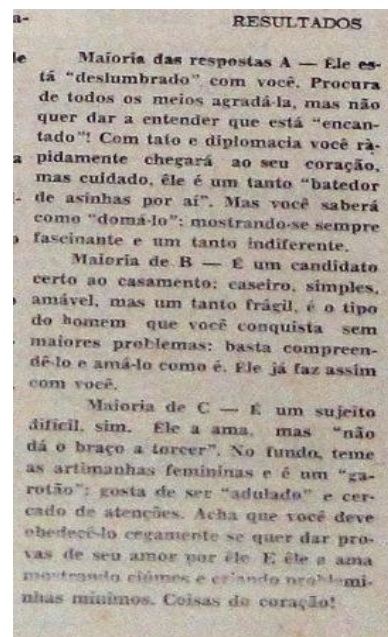 a-
RESULTADOS
le
Maioria das respostas A — Êle es-
tá “deslumbrado” com você. Procura
de todos os meios agradá-la, mas não
quer dar a entender que está “encan-
tado”! Com tato e diplomacia você rà-
a
pidamente chegará ao seu coração,
mas cuidado, êle é um tanto “batedor
de asinhas por aí”. Mas você saberá
como “domá-lo”: mostrando-se sempre
fascinante e um tanto indiferente.
Maioria de B — É um candidato
certo ao casamento: caseiro, simples,
amável, mas um tanto frágil, é o tipo
do homem que você conquista sem
maiores problemas: basta compreen-
dê-lo e amá-lo como é. Ele já faz assim
com você.
Maioria de C — É um sujeito
difícil, sim. Ele a ama, mas “não
dá o braço a torcer”. No fundo, teme
as artimanhas femininas e é um “ga-
rotão”: gosta de ser “adulado” e cer-
cado de atenções. Acha que você deve
obedecê-lo cegamente se quer dar pro-
vas de seu amor por êle E êle a ama
mostrando ciúmes e criando problemi-
nhas mínimos. Coisas do coração!